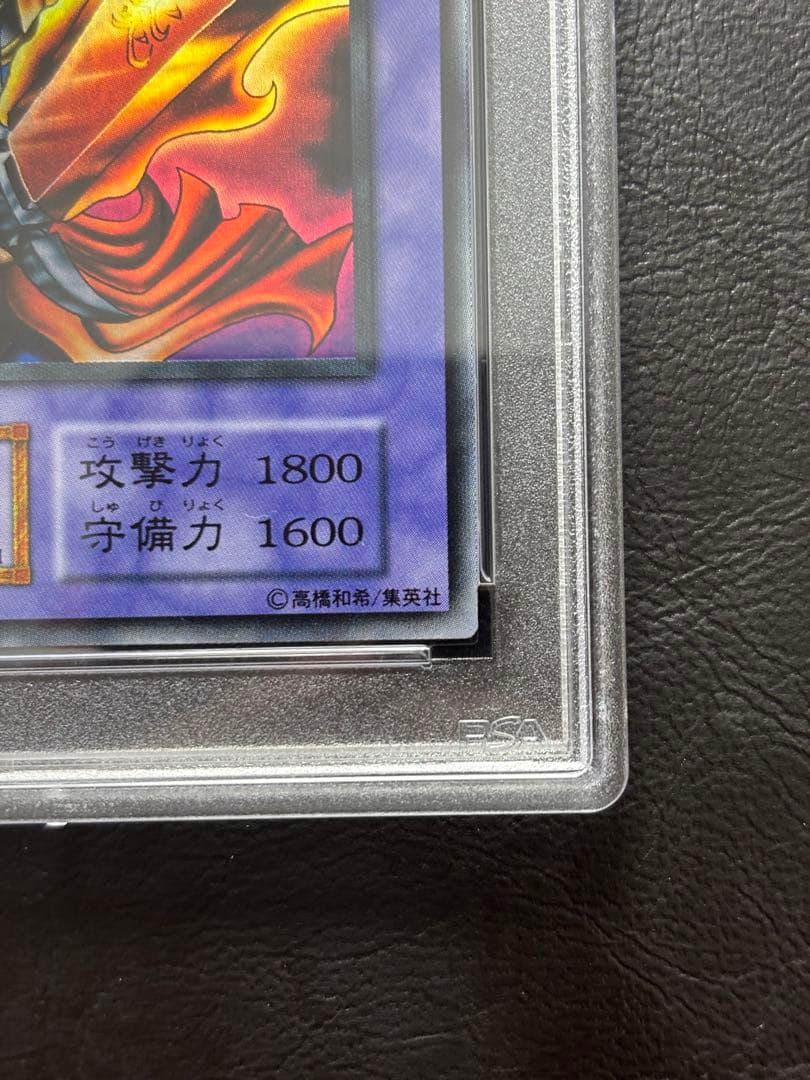 こうげきりょく
攻撃力 1800
しゅびりょく
守備力 1600
©高橋和希/集英社
PSA